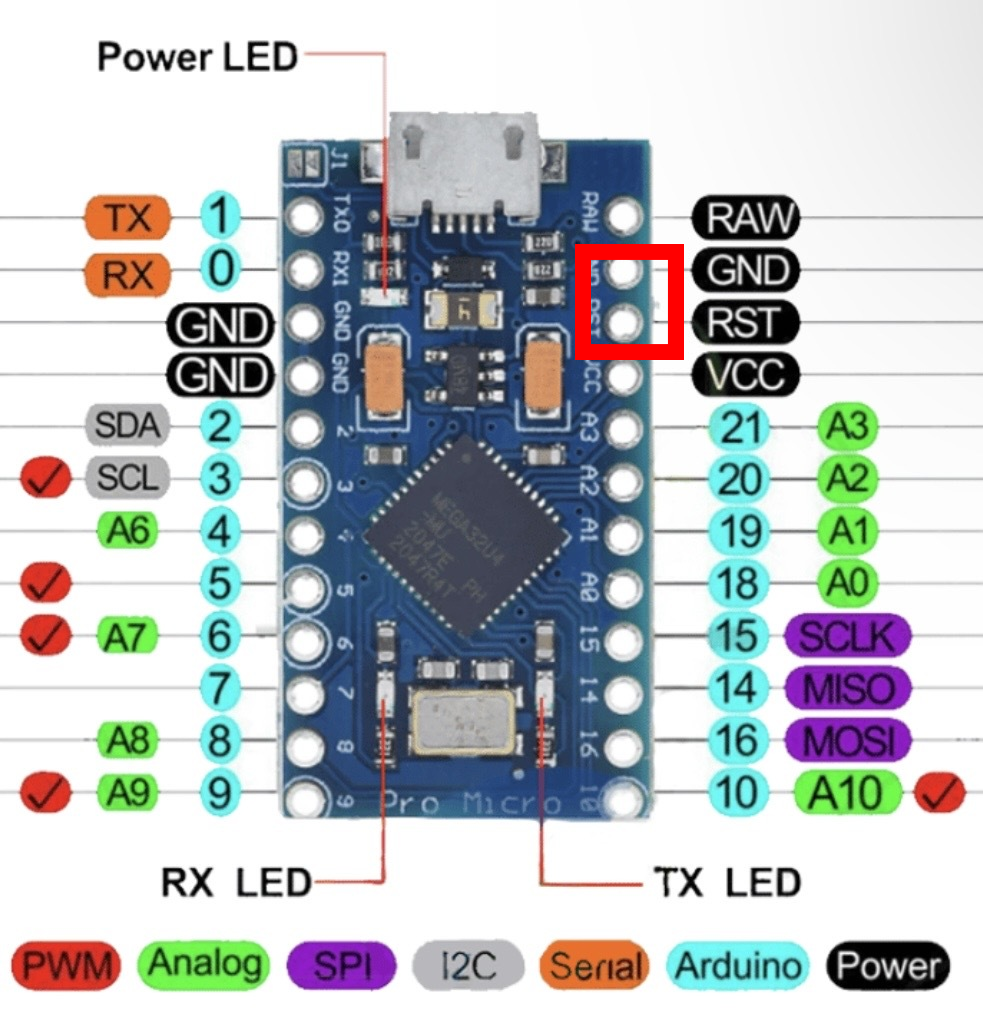 Power LED
J1
TX 1 TXO RAW RAW
RX 0 RX1 GND
GND GND RST RST
GND GND VCC VCC
SDA 2 2 A3 21 A3
SCL 3 3 A2 20 A2
A6 4 4 A1 19 A1
5 5 A0 18 A0
A7 6 6 15 15 SCLK
7 7 14 14 MISO
A8 8 8 16 16 MOSI
A9 9 9 10 10 A10
MEGA32U4
-MU
2047E PH
2047R4T
220
Pro Micro
RX LED TX LED
PWM Analog SPI I2C Serial Arduino Power